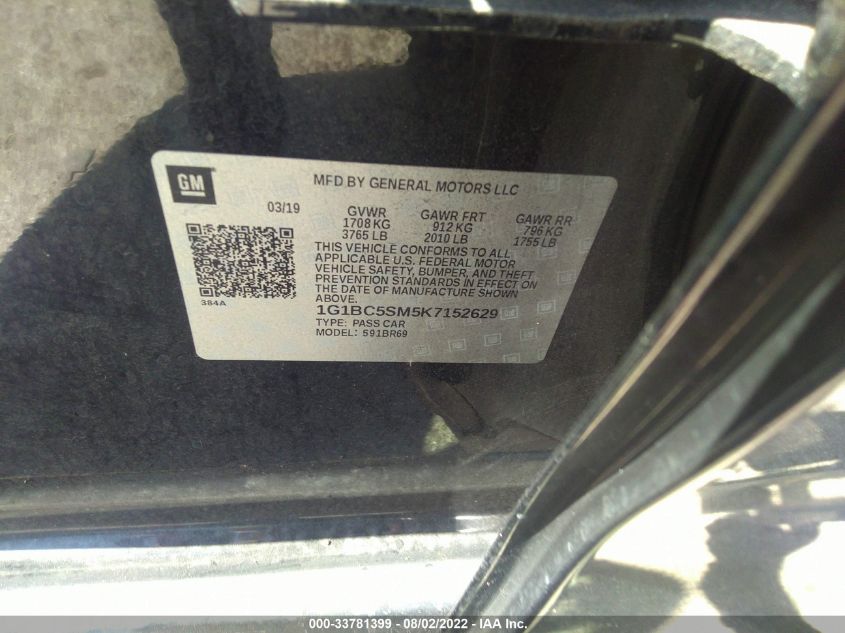 GM
MFD BY GENERAL MOTORS LLC
03/19
GVWR GAWR FRT GAWR RR
1708 KG 912 KG 796 KG
3765 LB 2010 LB 1755 LB
THIS VEHICLE CONFORMS TO ALL
APPLICABLE U.S. FEDERAL MOTOR
VEHICLE SAFETY, BUMPER, AND THEFT
PREVENTION STANDARDS IN EFFECT ON
THE DATE OF MANUFACTURE SHOWN
ABOVE.
384A
1G1BC5SM5K7152629
TYPE: PASS CAR
MODEL: 591BR69
000-33781399 - 08/02/2022 - IAA Inc.